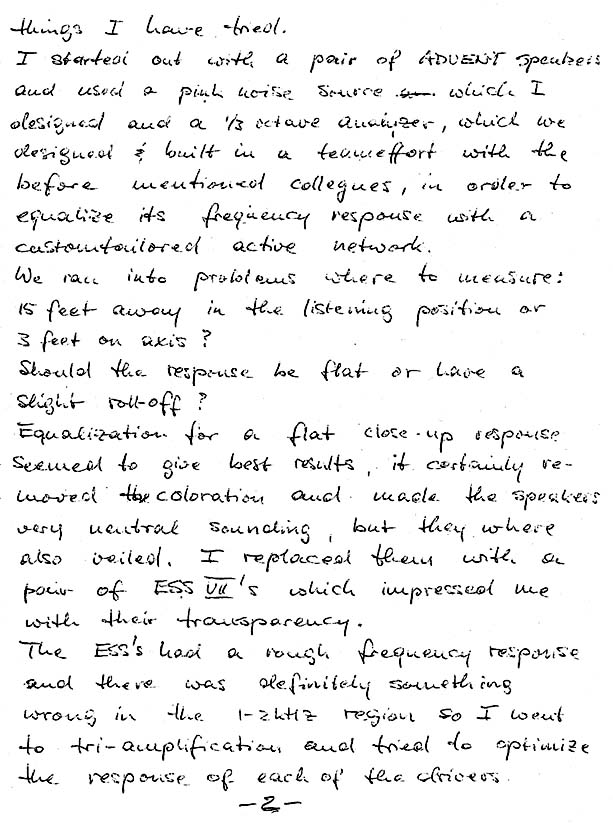 things I have tried.
I started out with a pair of ADVENT speakers
and used a pink noise source which I
designed and a 1/3 octave analyzer, which we
designed & built in a teameffort with the
before mentioned collegues, in order to
equalize its frequency response with a
customtailored active network.
We ran into problems where to measure:
15 feet away in the listening position or
3 feet on axis?
Should the response be flat or have a
slight roll-off?
Equalization for a flat close-up response
seemed to give best results, it certainly re-
moved the coloration and made the speakers
very neutral sounding, but they where
also veiled. I replaced them with a
pair of ESS VII's which impressed me
with their transparency.
The ESS's had a rough frequency response
and there was definitely something
wrong in the 1-2kHz region so I went
to tri-amplification and tried to optimize
the response of each of the drivers.
-2-